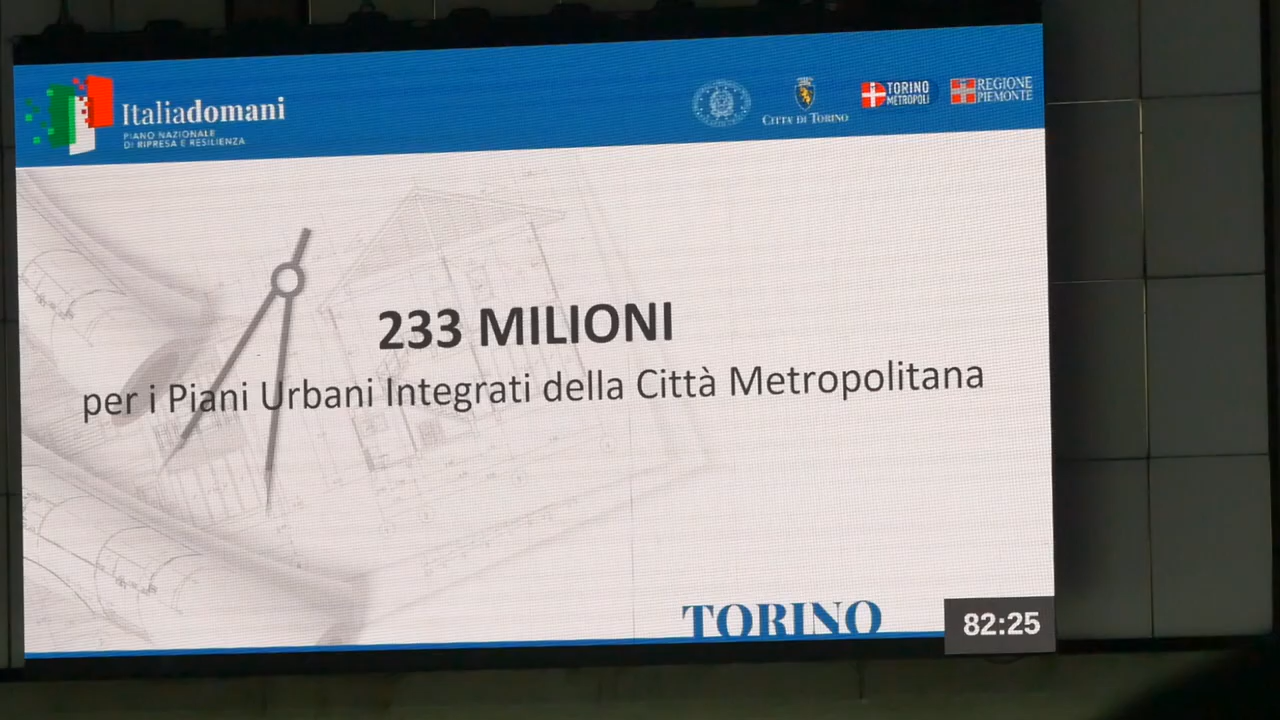 Italiadomani
PIANO NAZIONALE
DI RIPRESA E RESILIENZA
CITTÀ DI TORINO
TORINO
METROPOLI
REGIONE
PIEMONTE
233 MILIONI
per i Piani Urbani Integrati della Città Metropolitana
TORINO
82:25